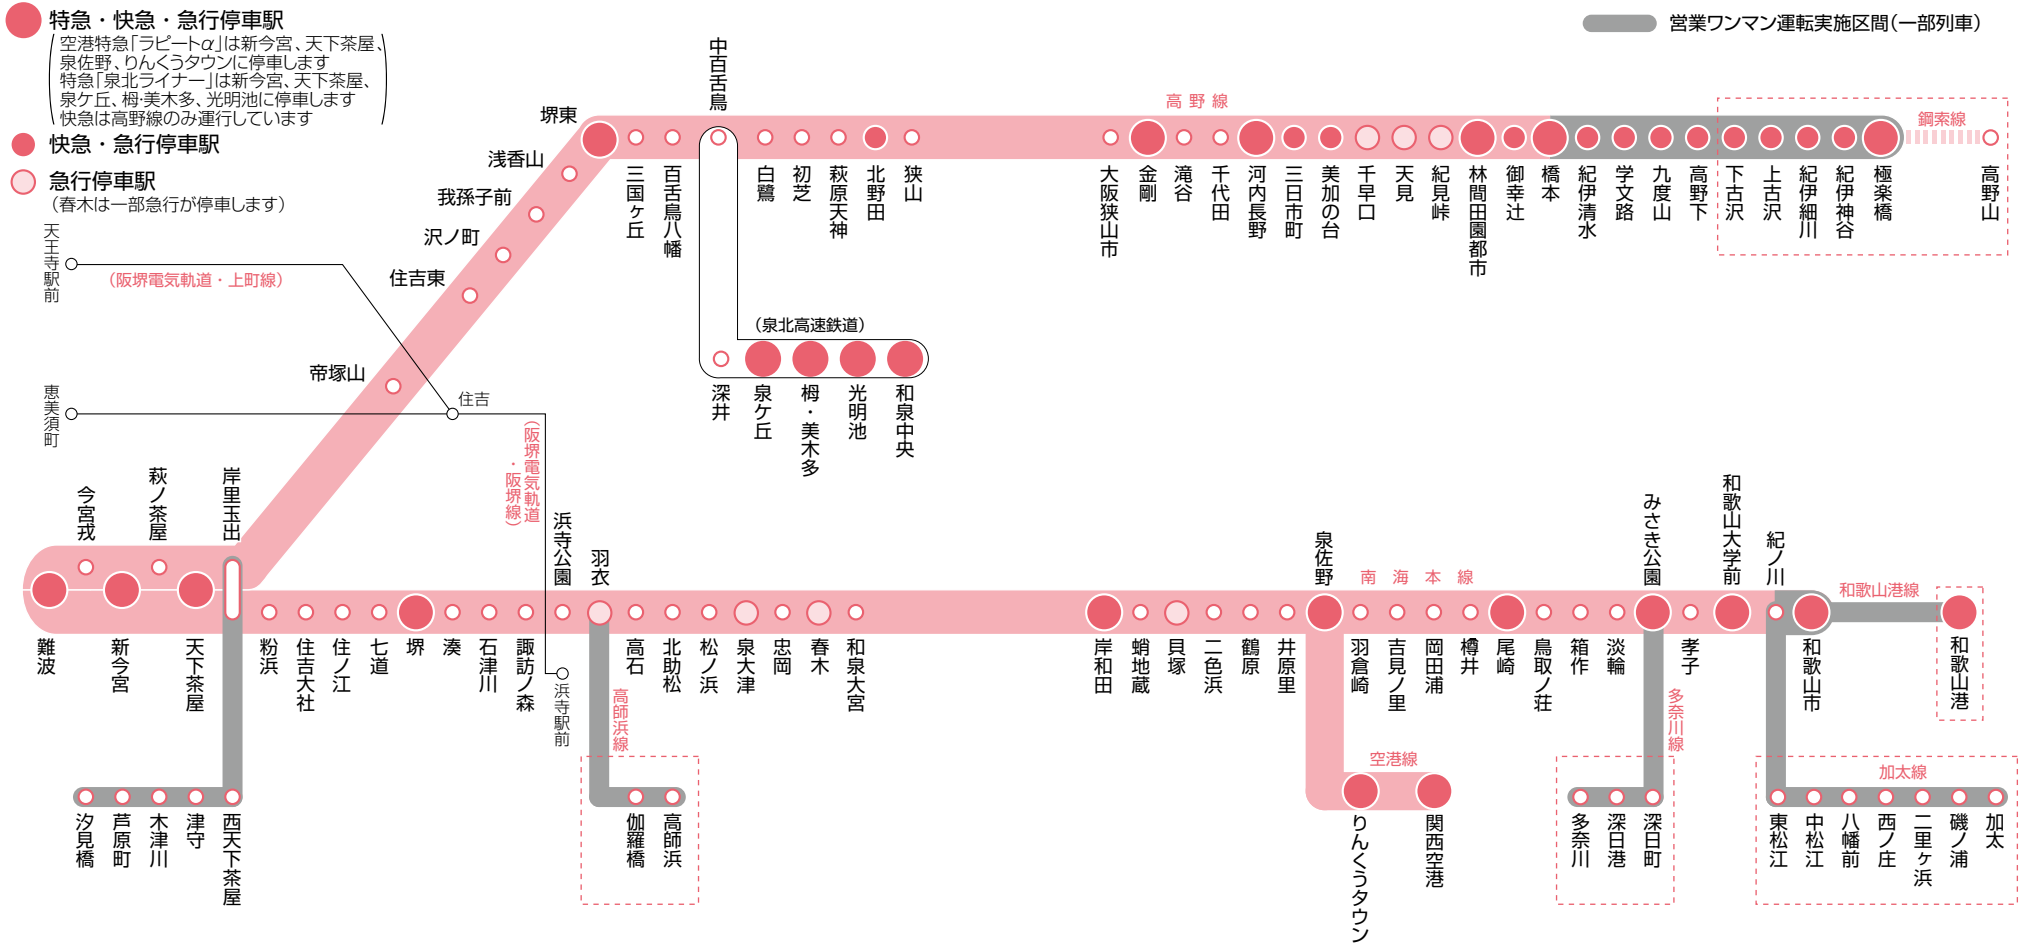 特急・快急・急行停車駅
空港特急「ラピートα」は新今宮、天下茶屋、
泉佐野、りんくうタウンに停車します
特急「泉北ライナー」は新今宮、天下茶屋、
泉ケ丘、栂・美木多、光明池に停車します
快急は高野線のみ運行しています
快急・急行停車駅
急行停車駅
（春木は一部急行が停車します）
営業ワンマン運転実施区間（一部列車）
高野線
鋼索線
堺東
浅香山
我孫子前
沢ノ町
住吉東
帝塚山
中百舌鳥
三国ヶ丘
百舌鳥八幡
白鷺
初芝
萩原天神
北野田
狭山
大阪狭山市
金剛
滝谷
千代田
河内長野
三日市町
美加の台
千早口
天見
紀見峠
林間田園都市
御幸辻
橋本
紀伊清水
学文路
九度山
高野下
下古沢
上古沢
紀伊細川
紀伊神谷
極楽橋
高野山
（泉北高速鉄道）
深井
泉ケ丘
栂・美木多
光明池
和泉中央
天王寺駅前
（阪堺電気軌道・上町線）
恵美須町
住吉
（阪堺電気軌道
・阪堺線）
浜寺駅前
今宮戎
萩ノ茶屋
岸里玉出
難波
新今宮
天下茶屋
粉浜
住吉大社
住ノ江
七道
堺
湊
石津川
諏訪ノ森
浜寺公園
羽衣
高石
北助松
松ノ浜
泉大津
忠岡
春木
和泉大宮
岸和田
蛸地蔵
貝塚
二色浜
鶴原
井原里
泉佐野
南海本線
羽倉崎
吉見ノ里
岡田浦
樽井
尾崎
鳥取ノ荘
箱作
淡輪
みさき公園
孝子
和歌山大学前
紀ノ川
和歌山市
和歌山港線
和歌山港
汐見橋
芦原町
木津川
津守
西天下茶屋
高師浜線
伽羅橋
高師浜
空港線
りんくうタウン
関西空港
多奈川線
多奈川
深日港
深日町
加太線
東松江
中松江
八幡前
西ノ庄
二里ヶ浜
磯ノ浦
加太